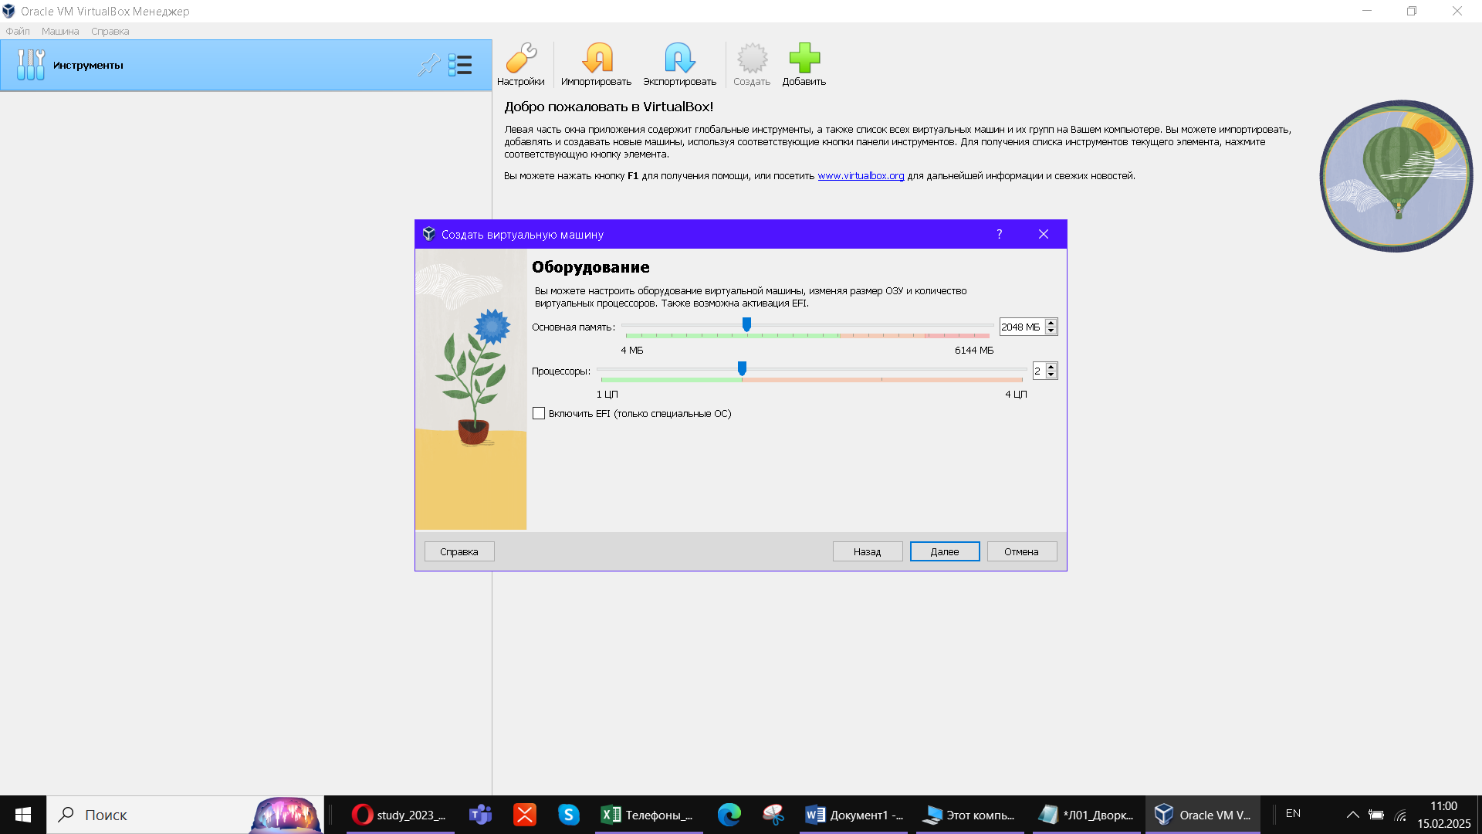 Oracle VM VirtualBox Менеджер
Файл Машина Справка
Инструменты
Настройки Импортировать Экспортировать Создать Добавить
Добро пожаловать в VirtualBox!
Левая часть окна приложения содержит глобальные инструменты, а также список всех виртуальных машин и их групп на Вашем компьютере. Вы можете импортировать,
добавлять и создавать новые машины, используя соответствующие кнопки панели инструментов. Для получения списка инструментов текущего элемента, нажмите
соответствующую кнопку элемента.
Вы можете нажать кнопку F1 для получения помощи, или посетить www.virtualbox.org для дальнейшей информации и свежих новостей.
Создать виртуальную машину
?
Оборудование
Вы можете настроить оборудование виртуальной машины, изменяя размер ОЗУ и количество
виртуальных процессоров. Также возможна активация EFI.
Основная память: 2048 МБ
4 МБ 6144 МБ
Процессоры: 2
1 ЦП 4 ЦП
Включить EFI (только специальные ОС)
Справка Назад Далее Отмена
Поиск study_2023_... Телефоны_... Документ1 -... Этот компь... *Л01_Дворк... Oracle VM V... EN
11:00
15.02.2025